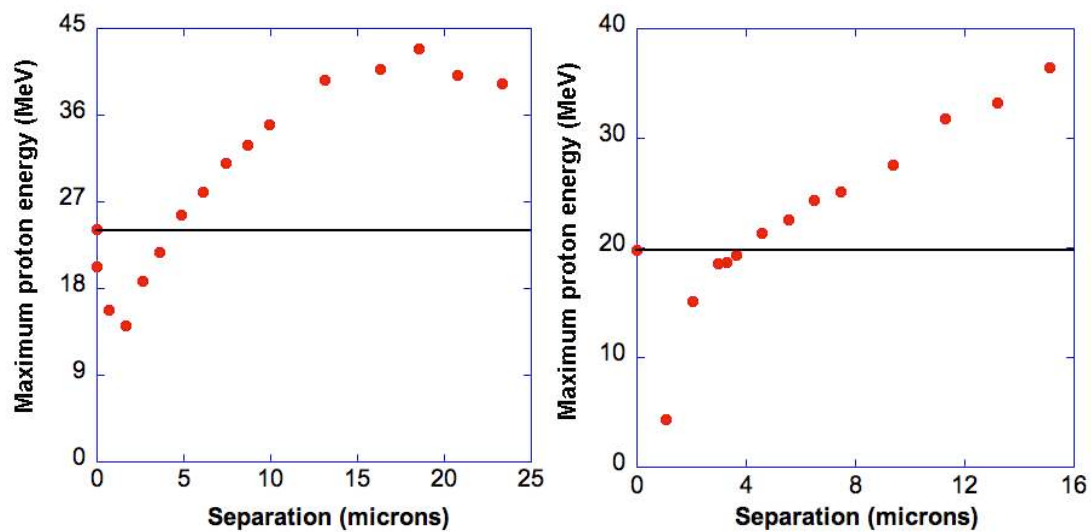 Maximum proton energy (MeV)
45
36
27
18
9
0
0 5 10 15 20 25
Separation (microns)
Maximum proton energy (MeV)
40
30
20
10
0
0 4 8 12 16
Separation (microns)